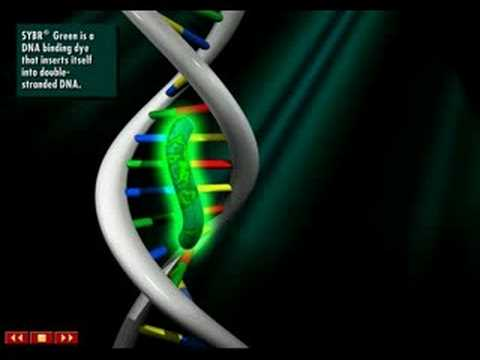 SYBR® Green is a
DNA binding dye
that inserts itself
into double-
stranded DNA.